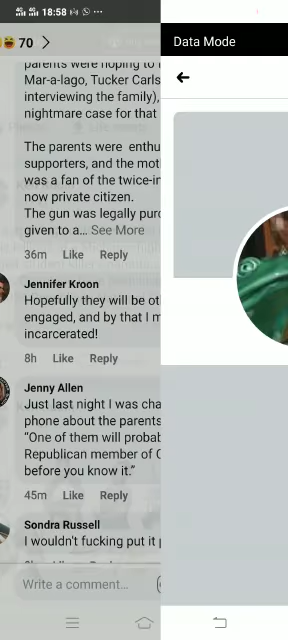 4G 4G 18:58
70
Data Mode
parents were hoping to
Mar-a-lago, Tucker Carls
interviewing the family),
nightmare case for that
The parents were enthu
supporters, and the mot
was a fan of the twice-in
now private citizen.
The gun was legally purc
given to a... See More
36m Like Reply
Jennifer Kroon
Hopefully they will be ot
engaged, and by that I m
incarcerated!
8h Like Reply
Jenny Allen
Just last night I was cha
phone about the parents
“One of them will probab
Republican member of C
before you know it.”
45m Like Reply
Sondra Russell
I wouldn't fucking put it p
Write a comment...